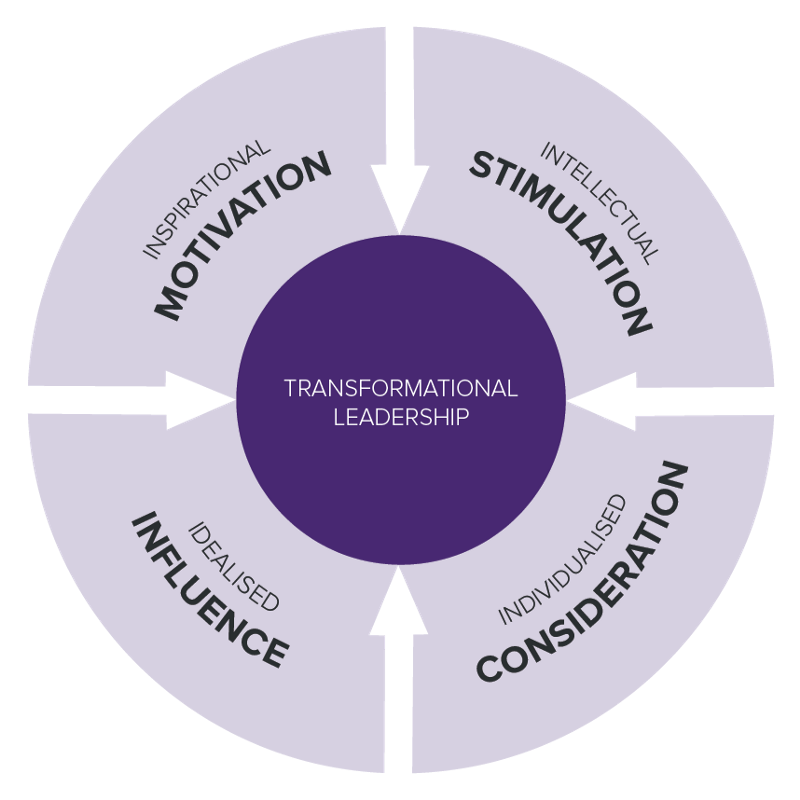 INSPIRATIONAL
MOTIVATION
INTELLECTUAL
STIMULATION
TRANSFORMATIONAL
LEADERSHIP
IDEALISED
INFLUENCE
INDIVIDUALISED
CONSIDERATION